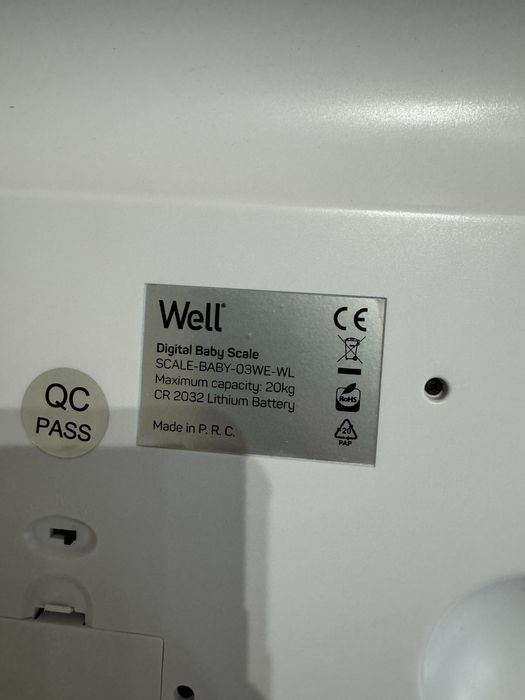 Well®
Digital Baby Scale
SCALE-BABY-03WE-WL
Maximum capacity: 20kg
CR 2032 Lithium Battery
Made in P. R. C.
CE
RoHS
20
PAP
QC
PASS